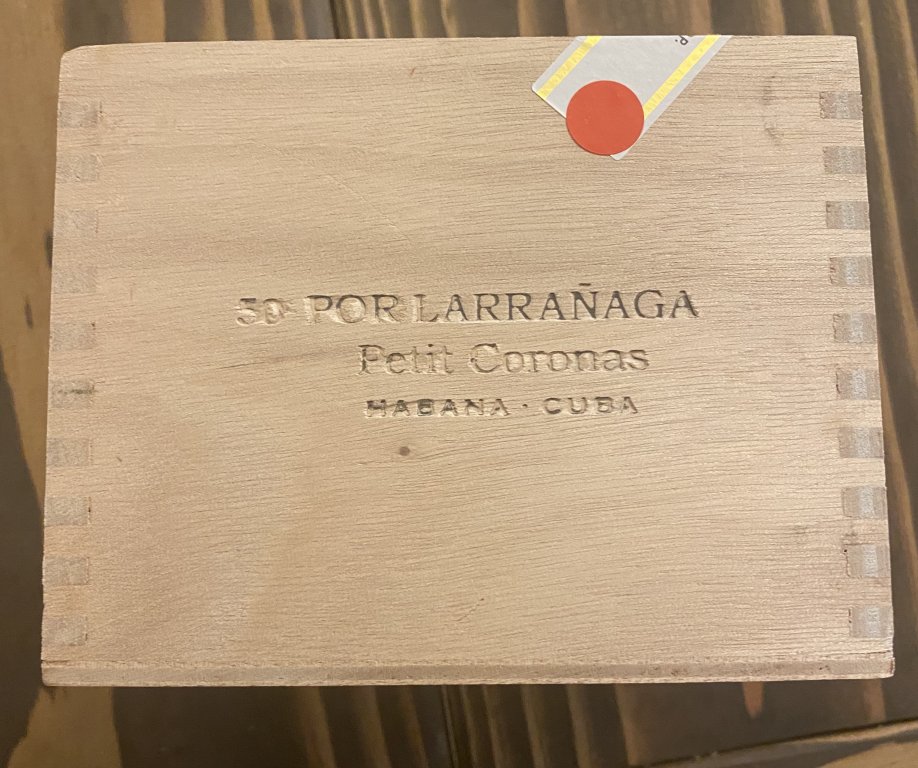 50 POR LARRAÑAGA
Petit Coronas
HABANA · CUBA